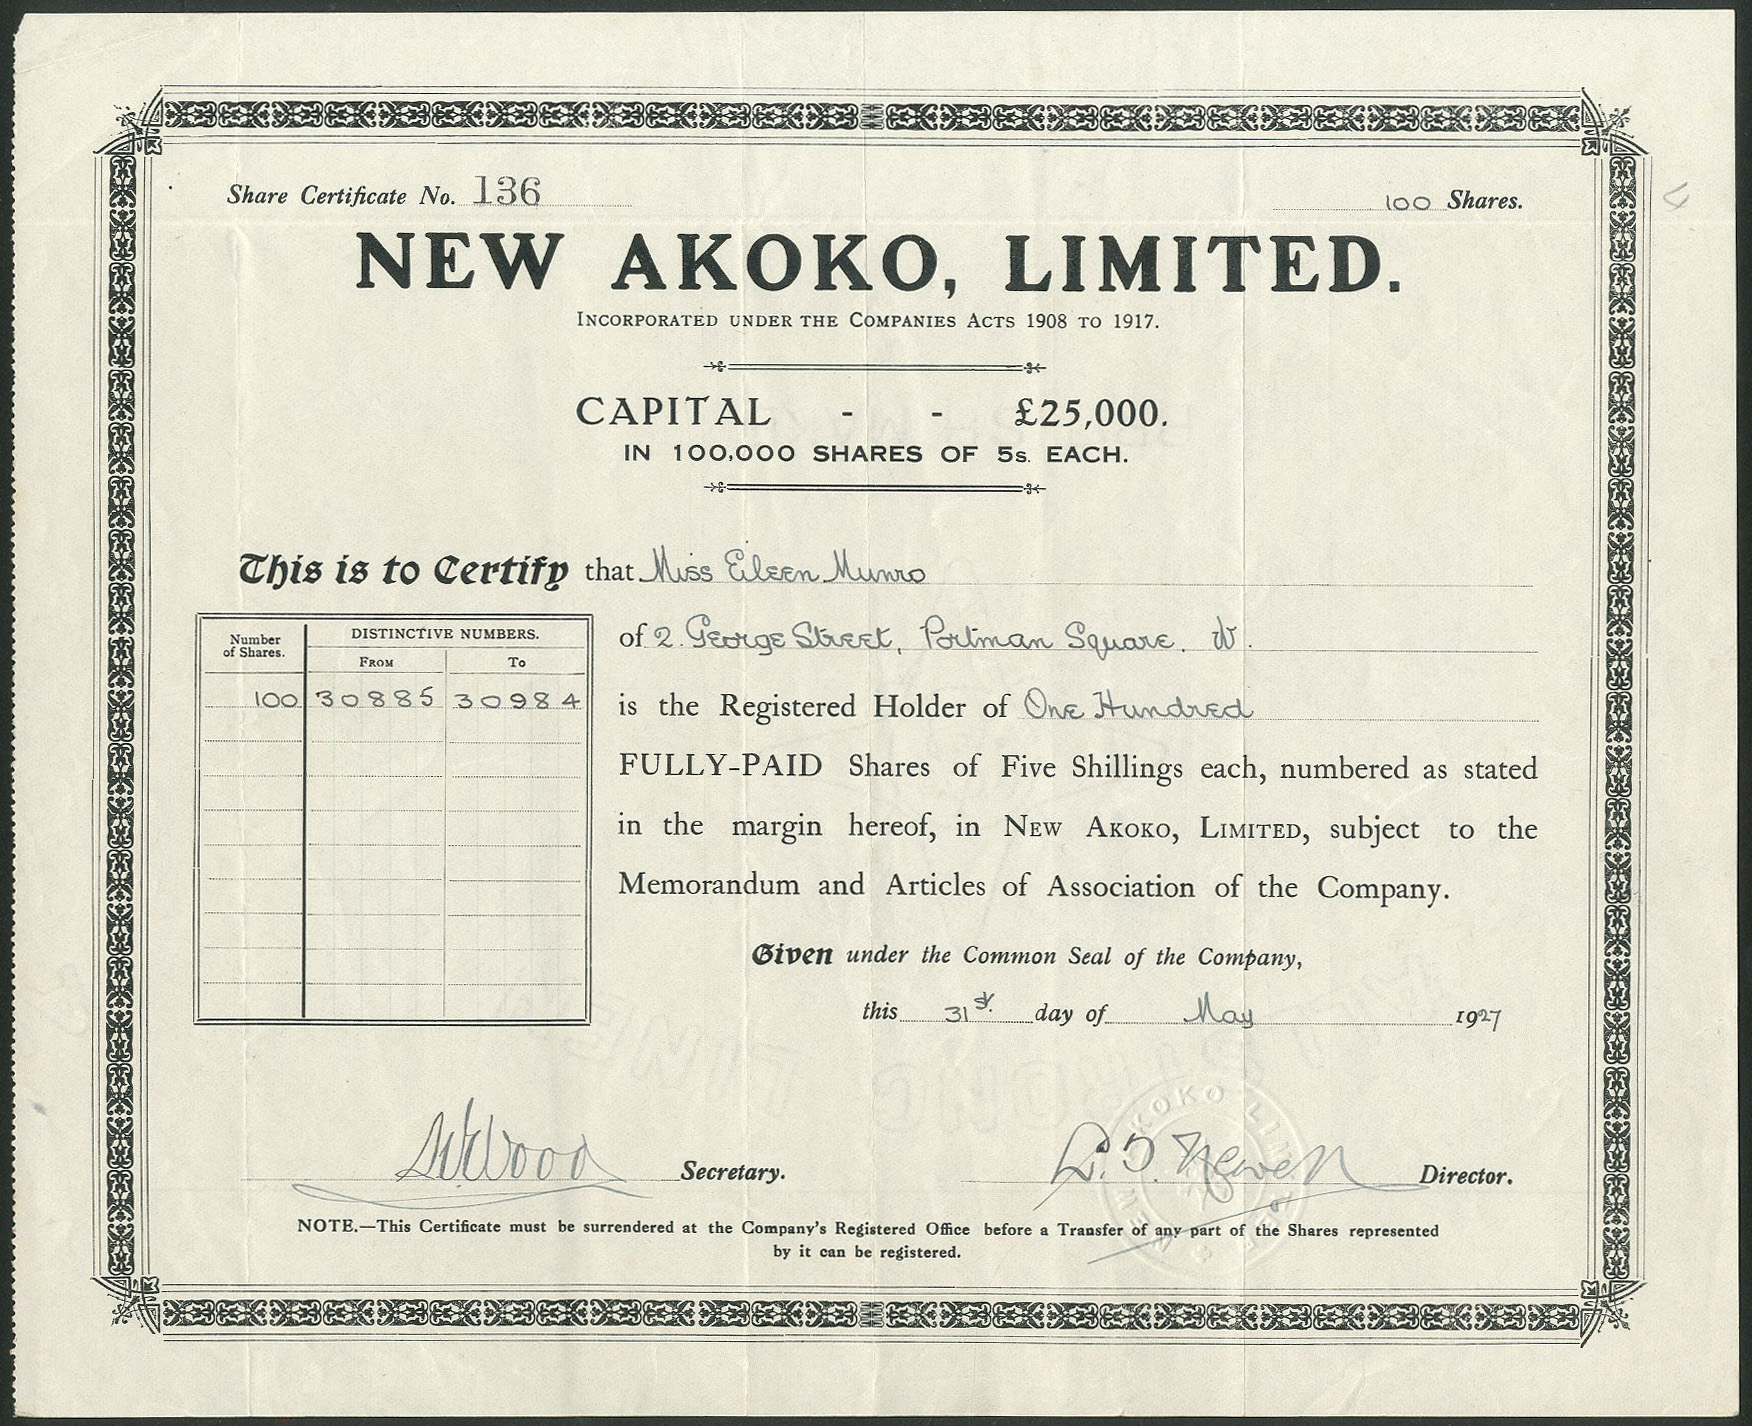 Share Certificate No. 136
100 Shares.
NEW AKOKO, LIMITED.
INCORPORATED UNDER THE COMPANIES ACTS 1908 TO 1917.
CAPITAL - - £25,000.
IN 100,000 SHARES OF 5s. EACH.
This is to Certify that Miss Eileen Munro
of 2. George Street, Portman Square. W.
Number of Shares.
DISTINCTIVE NUMBERS.
FROM TO
100 30885 30984
is the Registered Holder of One Hundred
FULLY-PAID Shares of Five Shillings each, numbered as stated
in the margin hereof, in NEW AKOKO, LIMITED, subject to the
Memorandum and Articles of Association of the Company.
Given under the Common Seal of the Company,
this 31st. day of May 1927
Wood Secretary.
Newell Director.
NOTE.—This Certificate must be surrendered at the Company's Registered Office before a Transfer of any part of the Shares represented
by it can be registered.